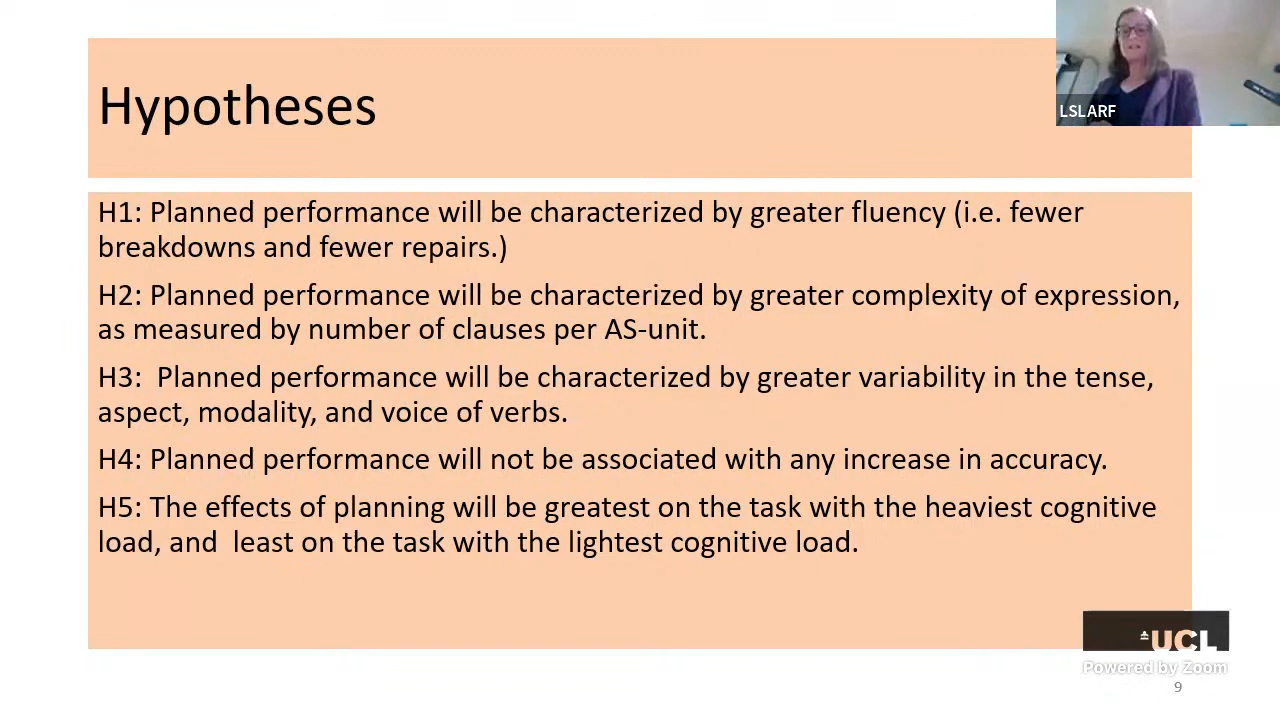 Hypotheses
LSLARF
H1: Planned performance will be characterized by greater fluency (i.e. fewer
breakdowns and fewer repairs.)
H2: Planned performance will be characterized by greater complexity of expression,
as measured by number of clauses per AS-unit.
H3:  Planned performance will be characterized by greater variability in the tense,
aspect, modality, and voice of verbs.
H4: Planned performance will not be associated with any increase in accuracy.
H5: The effects of planning will be greatest on the task with the heaviest cognitive
load, and  least on the task with the lightest cognitive load.
UCL
Powered by Zoom
9